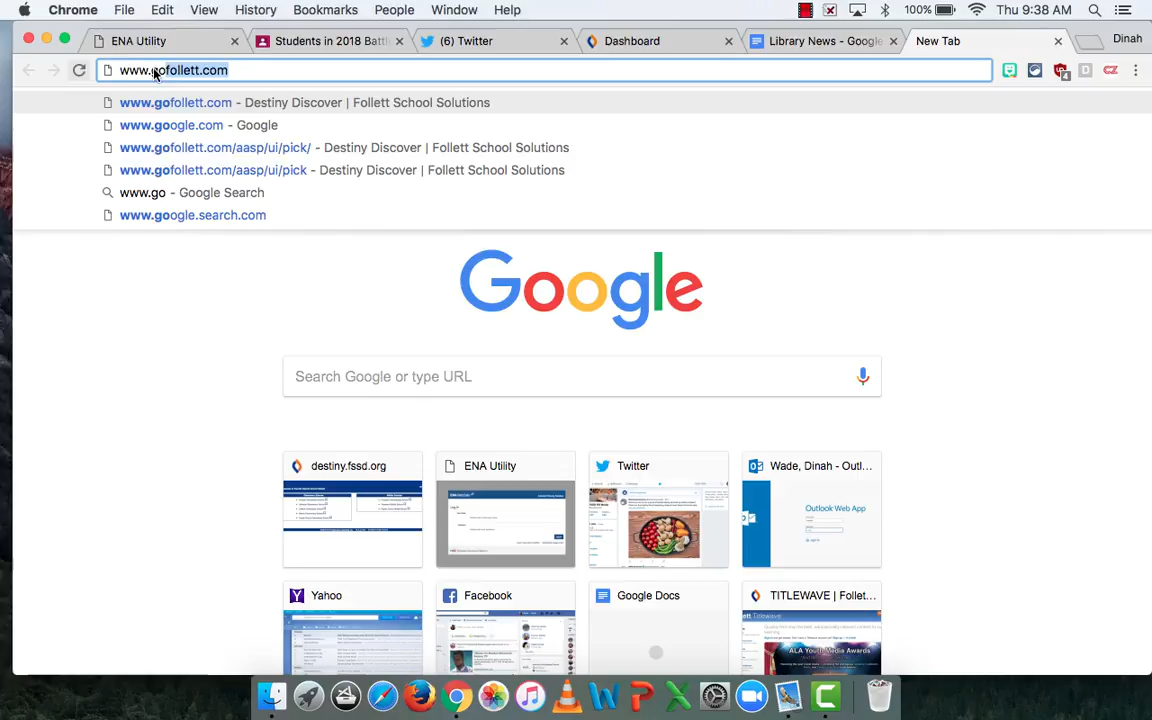 Chrome File Edit View History Bookmarks People Window Help 100% Thu 9:38 AM
ENA Utility Students in 2018 Battl (6) Twitter Dashboard Library News - Google New Tab Dinah
www.gofollett.com
www.gofollett.com - Destiny Discover | Follett School Solutions
www.google.com - Google
www.gofollett.com/aasp/ui/pick/ - Destiny Discover | Follett School Solutions
www.gofollett.com/aasp/ui/pick - Destiny Discover | Follett School Solutions
www.go - Google Search
www.google.search.com
Google
Search Google or type URL
destiny.fssd.org ENA Utility Twitter Wade, Dinah - Outl...
Outlook Web App
Yahoo Facebook Google Docs TITLEWAVE | Follet...
ALA Youth Media Awards